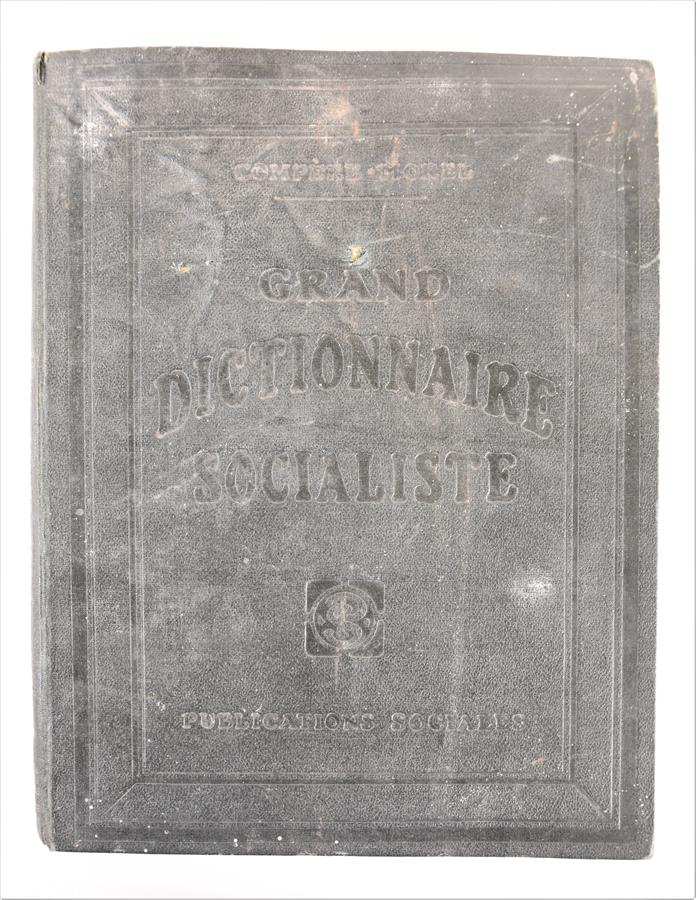 COMPÈRE-MOREL
GRAND
DICTIONNAIRE
SOCIALISTE
PUBLICATIONS SOCIALES